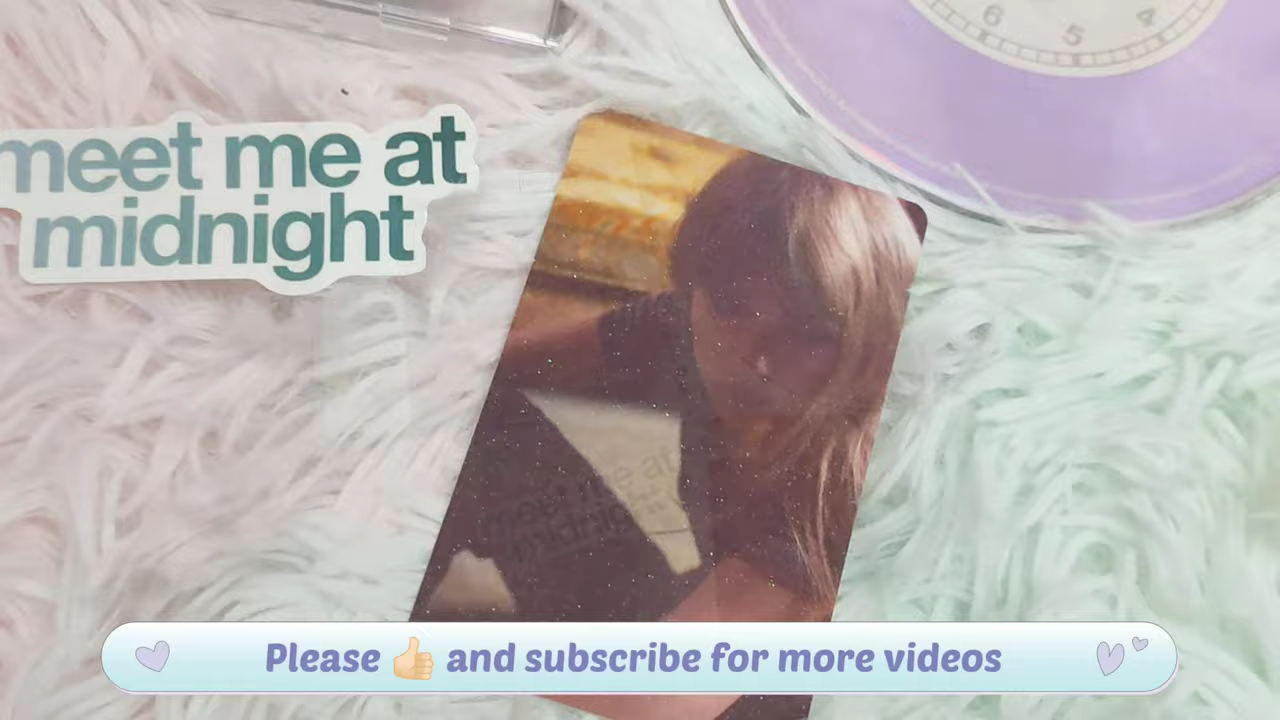 6 5 4
meet me at
midnight
meet me at
midnight
Please 👍 and subscribe for more videos